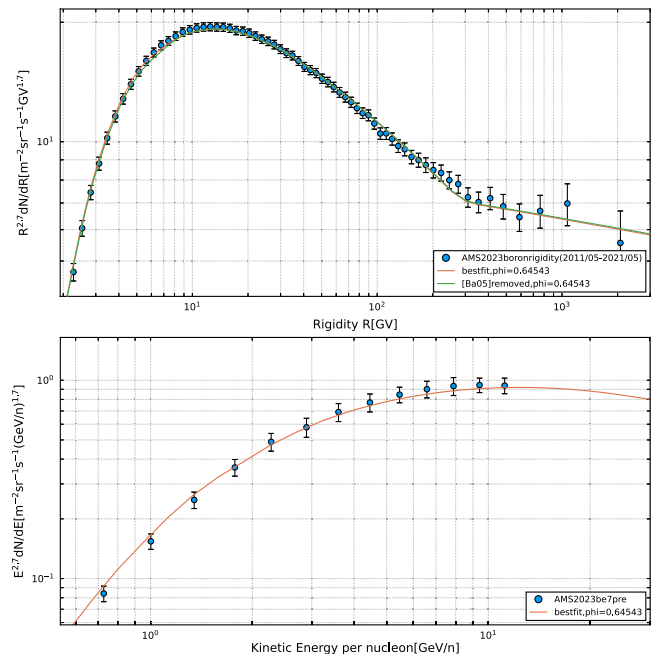 R^2.7dN/dR[m^−2sr^−1s^−1GV^1.7]
10^1
AMS2023boronrigidity(2011/05-2021/05)
bestfit,phi=0.64543
[Ba05]removed,phi=0.64543
10^1 10^2 10^3
Rigidity R[GV]
E^2.7dN/dE[m^−2sr^−1s^−1(GeV/n)^1.7]
10^0
10^−1
AMS2023be7pre
bestfit,phi=0.64543
10^0 10^1
Kinetic Energy per nucleon[GeV/n]